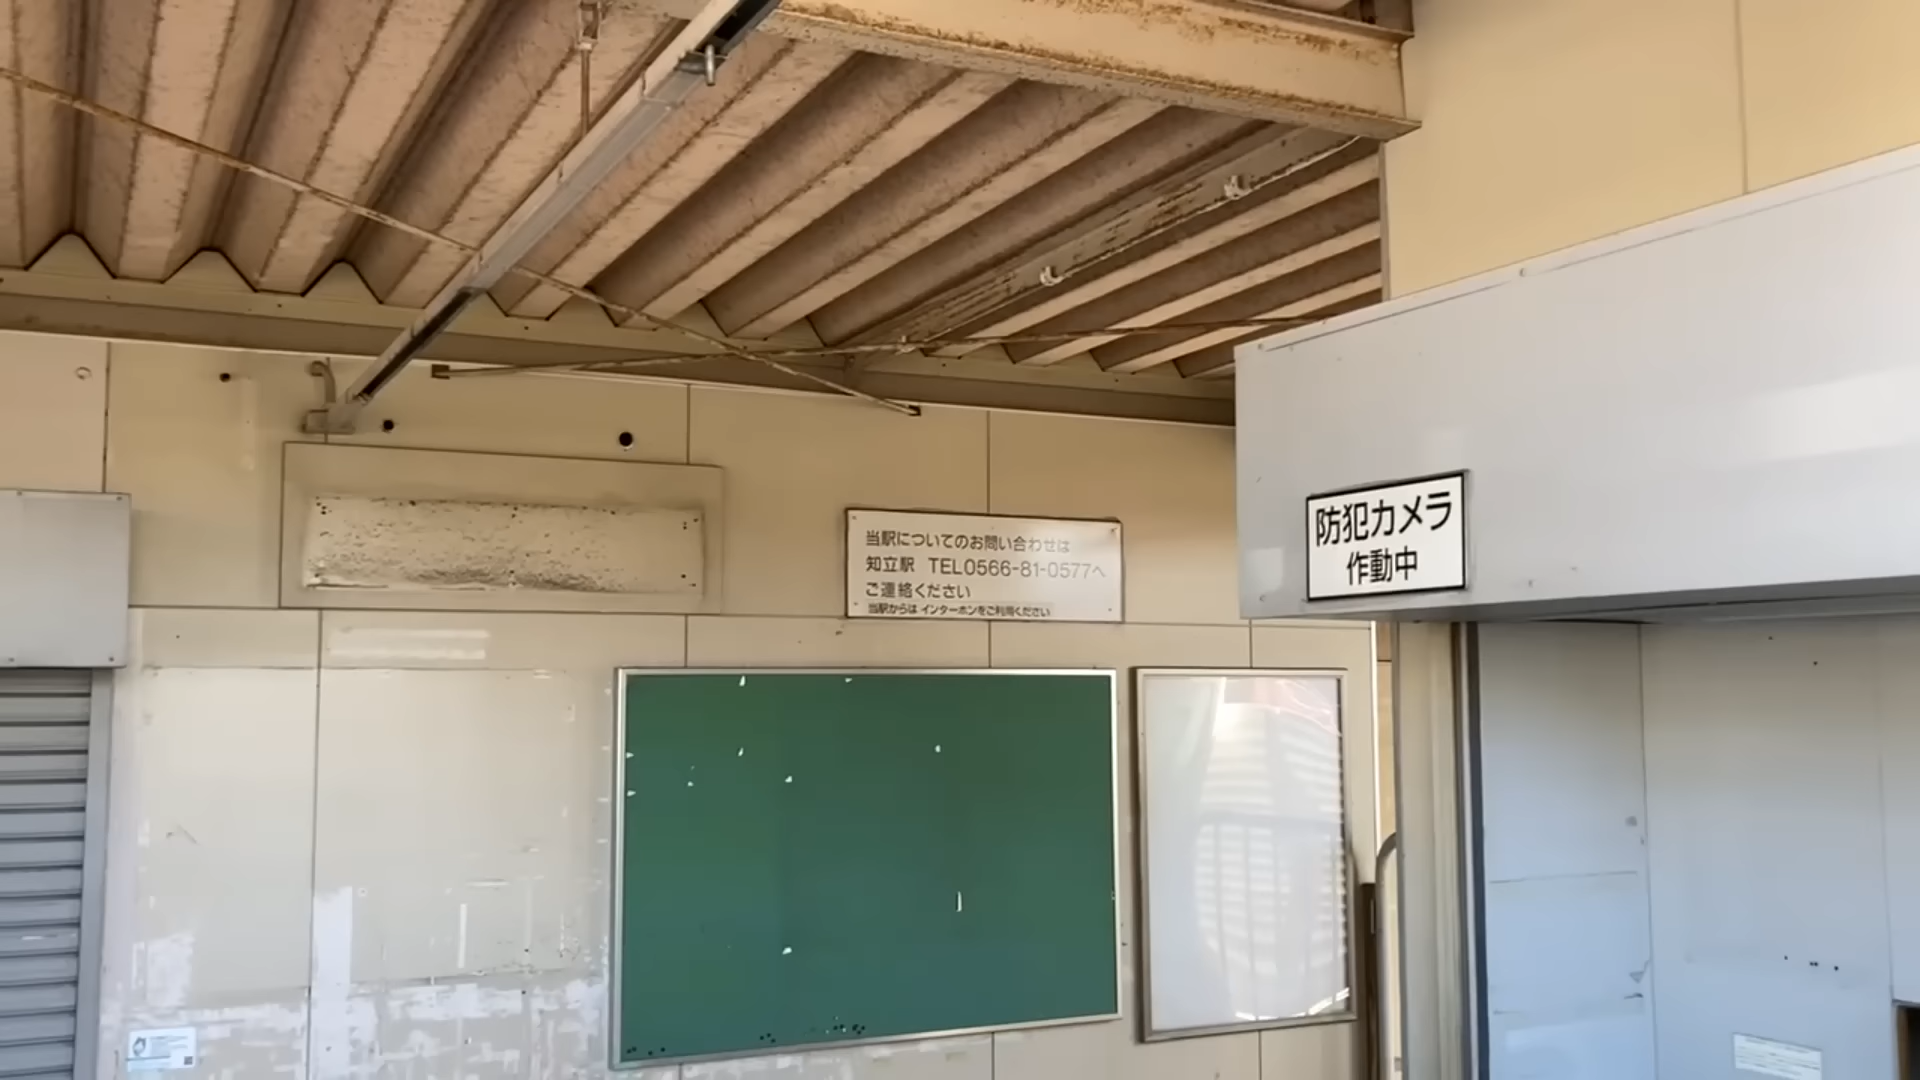 当駅についてのお問い合わせは
知立駅 TEL0566-81-0577へ
ご連絡ください
当駅からは インターホンをご利用ください
防犯カメラ
作動中